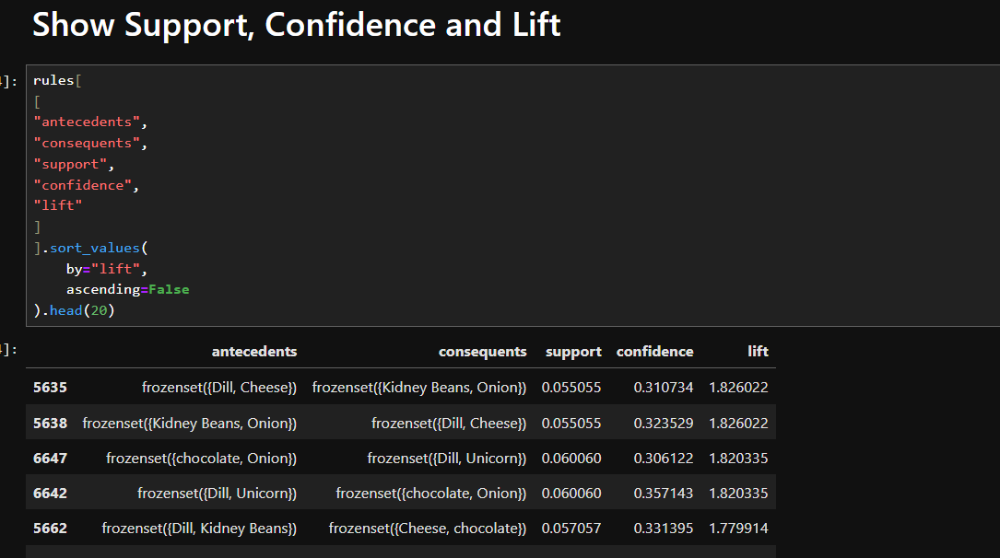 Show Support, Confidence and Lift
]:
rules[
[
"antecedents",
"consequents",
"support",
"confidence",
"lift"
]
].sort_values(
by="lift",
ascending=False
).head(20)
]:
antecedents consequents support confidence lift
5635 frozenset({Dill, Cheese}) frozenset({Kidney Beans, Onion}) 0.055055 0.310734 1.826022
5638 frozenset({Kidney Beans, Onion}) frozenset({Dill, Cheese}) 0.055055 0.323529 1.826022
6647 frozenset({chocolate, Onion}) frozenset({Dill, Unicorn}) 0.060060 0.306122 1.820335
6642 frozenset({Dill, Unicorn}) frozenset({chocolate, Onion}) 0.060060 0.357143 1.820335
5662 frozenset({Dill, Kidney Beans}) frozenset({Cheese, chocolate}) 0.057057 0.331395 1.779914